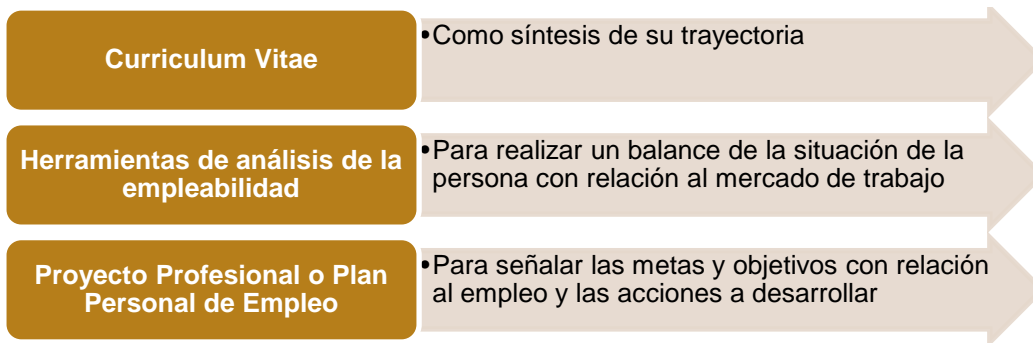 Curriculum Vitae
•Como síntesis de su trayectoria
Herramientas de análisis de la
empleabilidad
•Para realizar un balance de la situación de la
persona con relación al mercado de trabajo
Proyecto Profesional o Plan
Personal de Empleo
•Para señalar las metas y objetivos con relación
al empleo y las acciones a desarrollar